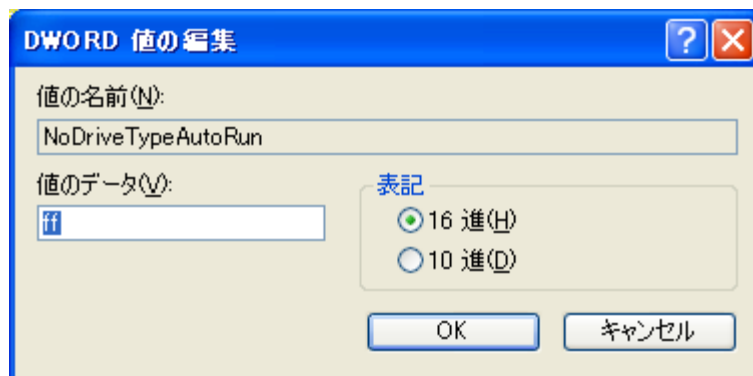 DWORD 値の編集
値の名前(N):
NoDriveTypeAutoRun
値のデータ(V):
ff
表記
16 進(H)
10 進(D)
OK
キャンセル